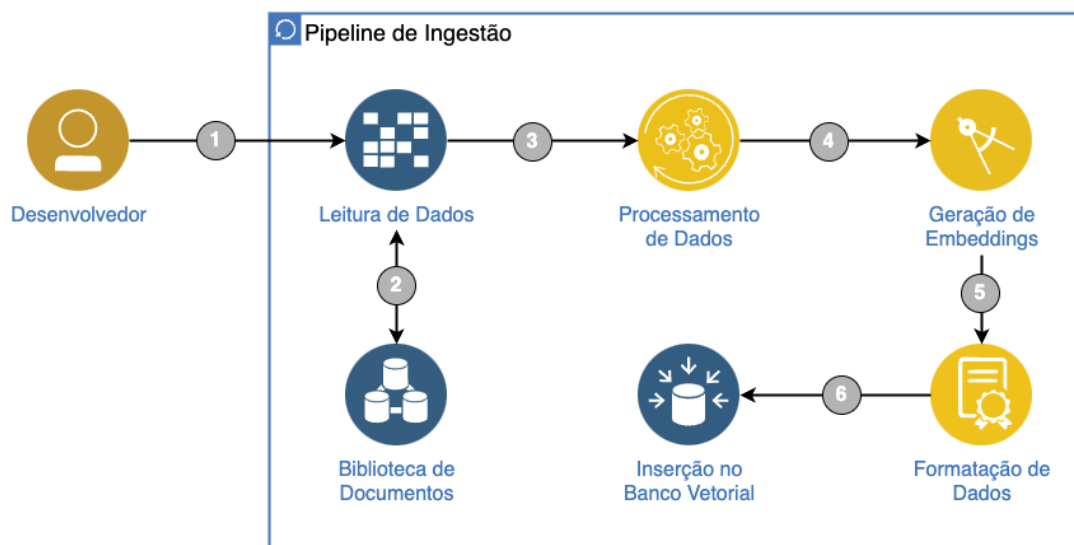 Pipeline de Ingestão
1
3
4
Desenvolvedor
Leitura de Dados
Processamento
de Dados
Geração de
Embeddings
2
5
6
Biblioteca de
Documentos
Inserção no
Banco Vetorial
Formatação de
Dados